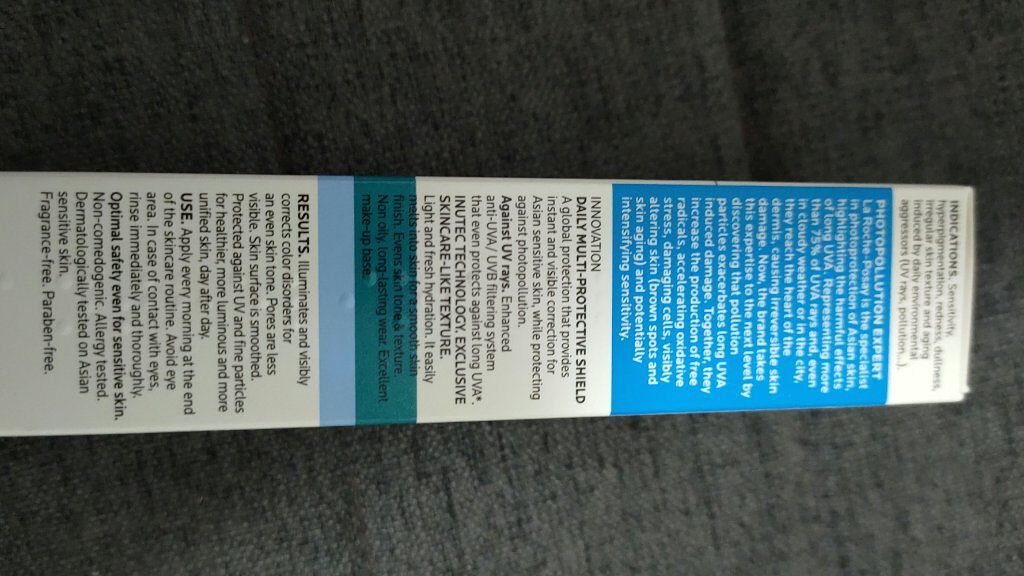 INDICATIONS. Sensitivity,
hyperpigmentation, redness, dullness,
irregular skin texture and aging
induced by daily environmental
aggressors (UV rays, pollution...).
PHOTOPOLLUTION EXPERT
La Roche-Posay is the specialist
in photoprotection of Asian skin,
fighting against harmful effects
of long UVA. Representing more
than 75% of UVA rays and, even
in cloudy weather or in the city,
they reach the heart of the
dermis, causing irreversible skin
damage. Now, the brand takes
this expertise to the next level by
discovering that pollution
particles exacerbates long UVA
induced damage. Together, they
increase the production of free
radicals, accelerating oxidative
stress, damaging cells, visibly
altering skin (brown spots and
skin aging) and potentially
intensifying sensitivity.
INNOVATION
DAILY MULTI-PROTECTIVE SHIELD
A global protection that provides
instant and visible correction for
Asian sensitive skin, while protecting
against photopollution.
Against UV rays. Enhanced
anti-UVA / UVB filtering system
that even protects against long UVA*.
INUTEC TECHNOLOGY. EXCLUSIVE
SKINCARE-LIKE TEXTURE.
Light and fresh hydration. It easily
melts into skin for a smooth skin
finish. Evens skin tone & texture.
Non oily, long-lasting wear. Excellent
make-up base.
RESULTS. Illuminates and visibly
corrects color disorders for
an even skin tone. Pores are less
visible. Skin surface is smoothed.
Protected against UV and fine particles
for healthier, more luminous and more
unified skin, day after day.
USE. Apply every morning at the end
of the skincare routine. Avoid eye
area. In case of contact with eyes,
rinse immediately and thoroughly.
Optimal safety even for sensitive skin.
Non-comedogenic. Allergy tested.
Dermatologically tested on Asian
sensitive skin.
Fragrance-free. Paraben-free.